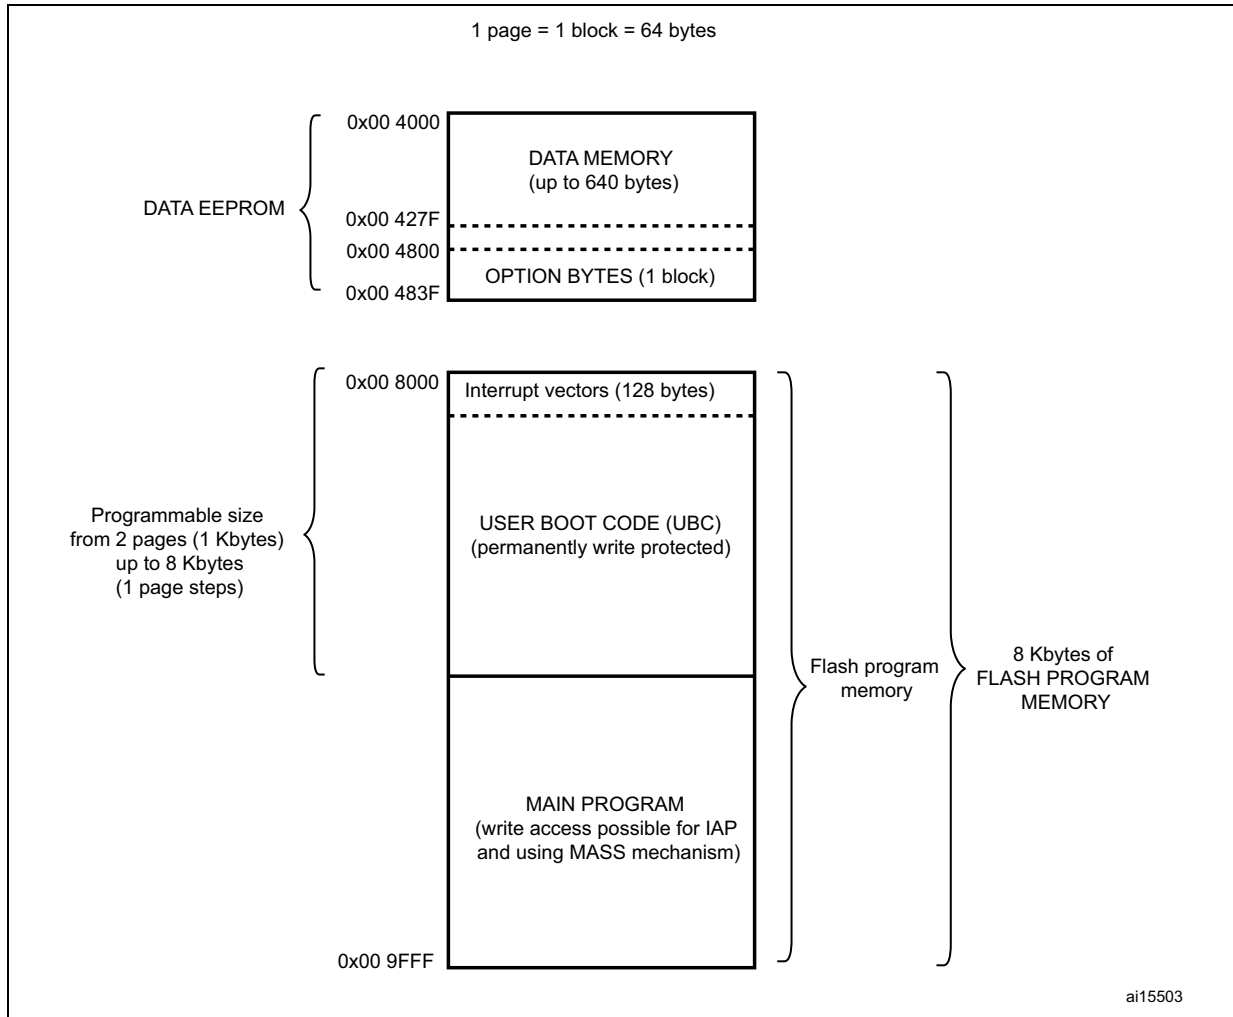 1 page = 1 block = 64 bytes
0x00 4000
DATA MEMORY
(up to 640 bytes)
DATA EEPROM
0x00 427F
0x00 4800
OPTION BYTES (1 block)
0x00 483F
0x00 8000
Interrupt vectors (128 bytes)
Programmable size
from 2 pages (1 Kbytes)
up to 8 Kbytes
(1 page steps)
USER BOOT CODE (UBC)
(permanently write protected)
Flash program
memory
8 Kbytes of
FLASH PROGRAM
MEMORY
MAIN PROGRAM
(write access possible for IAP
and using MASS mechanism)
0x00 9FFF
ai15503